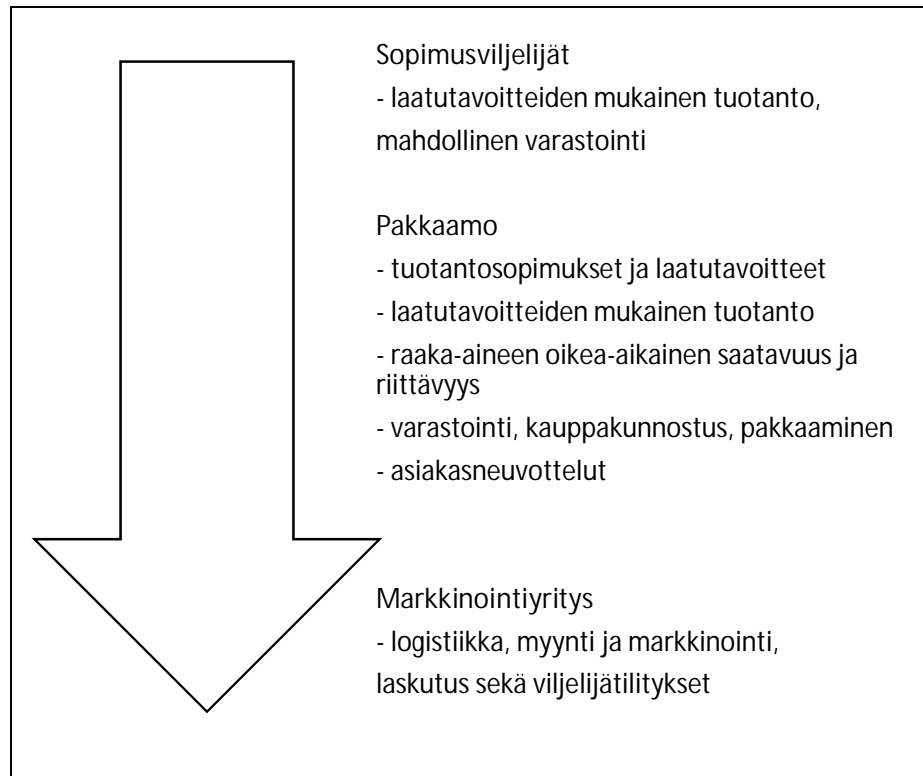 Sopimusviljelijät
- laatutavoitteiden mukainen tuotanto,
mahdollinen varastointi
Pakkaamo
- tuotantosopimukset ja laatutavoitteet
- laatutavoitteiden mukainen tuotanto
- raaka-aineen oikea-aikainen saatavuus ja
riittävyys
- varastointi, kauppakunnostus, pakkaaminen
- asiakasneuvottelut
Markkinointiyritys
- logistiikka, myynti ja markkinointi,
laskutus sekä viljelijätilitykset